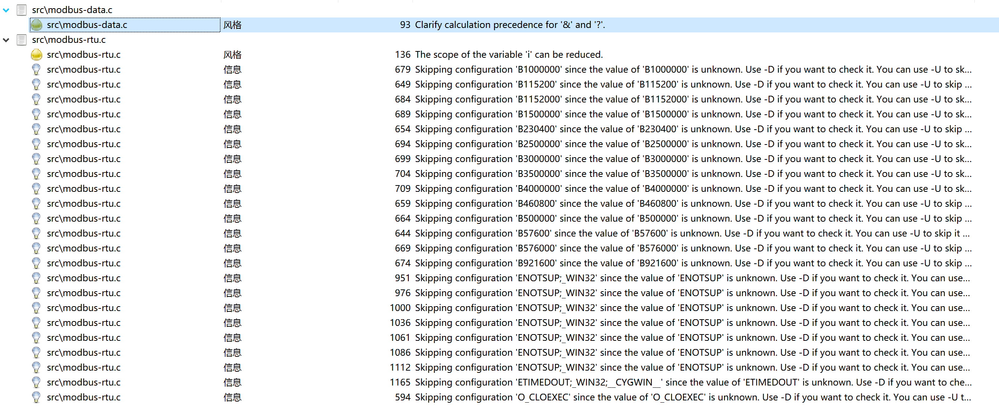 src\modbus-data.c
src\modbus-data.c 风格 93 Clarify calculation precedence for '&' and '?'.
src\modbus-rtu.c
src\modbus-rtu.c 风格 136 The scope of the variable 'i' can be reduced.
src\modbus-rtu.c 信息 679 Skipping configuration 'B1000000' since the value of 'B1000000' is unknown. Use -D if you want to check it. You can use -U to sk...
src\modbus-rtu.c 信息 649 Skipping configuration 'B115200' since the value of 'B115200' is unknown. Use -D if you want to check it. You can use -U to skip ...
src\modbus-rtu.c 信息 684 Skipping configuration 'B1152000' since the value of 'B1152000' is unknown. Use -D if you want to check it. You can use -U to sk...
src\modbus-rtu.c 信息 689 Skipping configuration 'B1500000' since the value of 'B1500000' is unknown. Use -D if you want to check it. You can use -U to sk...
src\modbus-rtu.c 信息 654 Skipping configuration 'B230400' since the value of 'B230400' is unknown. Use -D if you want to check it. You can use -U to skip ...
src\modbus-rtu.c 信息 694 Skipping configuration 'B2500000' since the value of 'B2500000' is unknown. Use -D if you want to check it. You can use -U to sk...
src\modbus-rtu.c 信息 699 Skipping configuration 'B3000000' since the value of 'B3000000' is unknown. Use -D if you want to check it. You can use -U to sk...
src\modbus-rtu.c 信息 704 Skipping configuration 'B3500000' since the value of 'B3500000' is unknown. Use -D if you want to check it. You can use -U to sk...
src\modbus-rtu.c 信息 709 Skipping configuration 'B4000000' since the value of 'B4000000' is unknown. Use -D if you want to check it. You can use -U to sk...
src\modbus-rtu.c 信息 659 Skipping configuration 'B460800' since the value of 'B460800' is unknown. Use -D if you want to check it. You can use -U to skip ...
src\modbus-rtu.c 信息 664 Skipping configuration 'B500000' since the value of 'B500000' is unknown. Use -D if you want to check it. You can use -U to skip ...
src\modbus-rtu.c 信息 644 Skipping configuration 'B57600' since the value of 'B57600' is unknown. Use -D if you want to check it. You can use -U to skip it ...
src\modbus-rtu.c 信息 669 Skipping configuration 'B576000' since the value of 'B576000' is unknown. Use -D if you want to check it. You can use -U to skip ...
src\modbus-rtu.c 信息 674 Skipping configuration 'B921600' since the value of 'B921600' is unknown. Use -D if you want to check it. You can use -U to skip ...
src\modbus-rtu.c 信息 951 Skipping configuration 'ENOTSUP;_WIN32' since the value of 'ENOTSUP' is unknown. Use -D if you want to check it. You can use...
src\modbus-rtu.c 信息 976 Skipping configuration 'ENOTSUP;_WIN32' since the value of 'ENOTSUP' is unknown. Use -D if you want to check it. You can use...
src\modbus-rtu.c 信息 1000 Skipping configuration 'ENOTSUP;_WIN32' since the value of 'ENOTSUP' is unknown. Use -D if you want to check it. You can use...
src\modbus-rtu.c 信息 1036 Skipping configuration 'ENOTSUP;_WIN32' since the value of 'ENOTSUP' is unknown. Use -D if you want to check it. You can use...
src\modbus-rtu.c 信息 1061 Skipping configuration 'ENOTSUP;_WIN32' since the value of 'ENOTSUP' is unknown. Use -D if you want to check it. You can use...
src\modbus-rtu.c 信息 1086 Skipping configuration 'ENOTSUP;_WIN32' since the value of 'ENOTSUP' is unknown. Use -D if you want to check it. You can use...
src\modbus-rtu.c 信息 1112 Skipping configuration 'ENOTSUP;_WIN32' since the value of 'ENOTSUP' is unknown. Use -D if you want to check it. You can use...
src\modbus-rtu.c 信息 1165 Skipping configuration 'ETIMEDOUT;_WIN32;__CYGWIN__' since the value of 'ETIMEDOUT' is unknown. Use -D if you want to che...
src\modbus-rtu.c 信息 594 Skipping configuration 'O_CLOEXEC' since the value of 'O_CLOEXEC' is unknown. Use -D if you want to check it. You can use -U t...